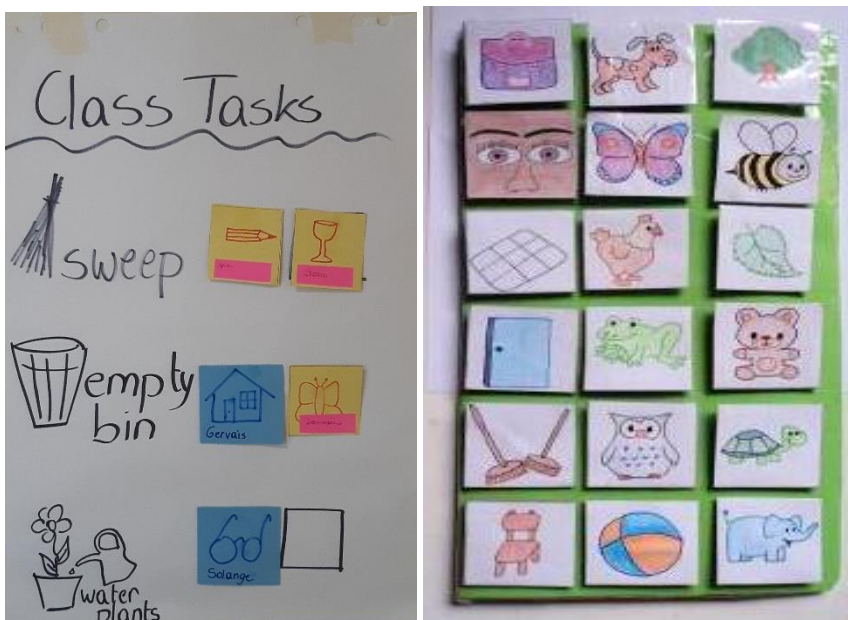 Class Tasks
sweep
empty
bin
Gervais
water
plants
Solange